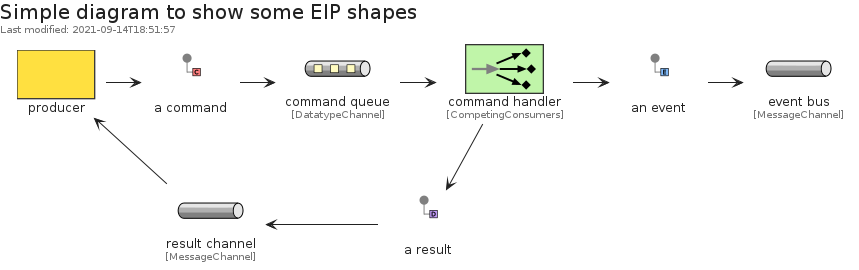 Simple diagram to show some EIP shapes
Last modified: 2021-09-14T18:51:57
C
E
producer
a command
command queue
[DatatypeChannel]
command handler
[CompetingConsumers]
an event
event bus
[MessageChannel]
D
result channel
[MessageChannel]
a result